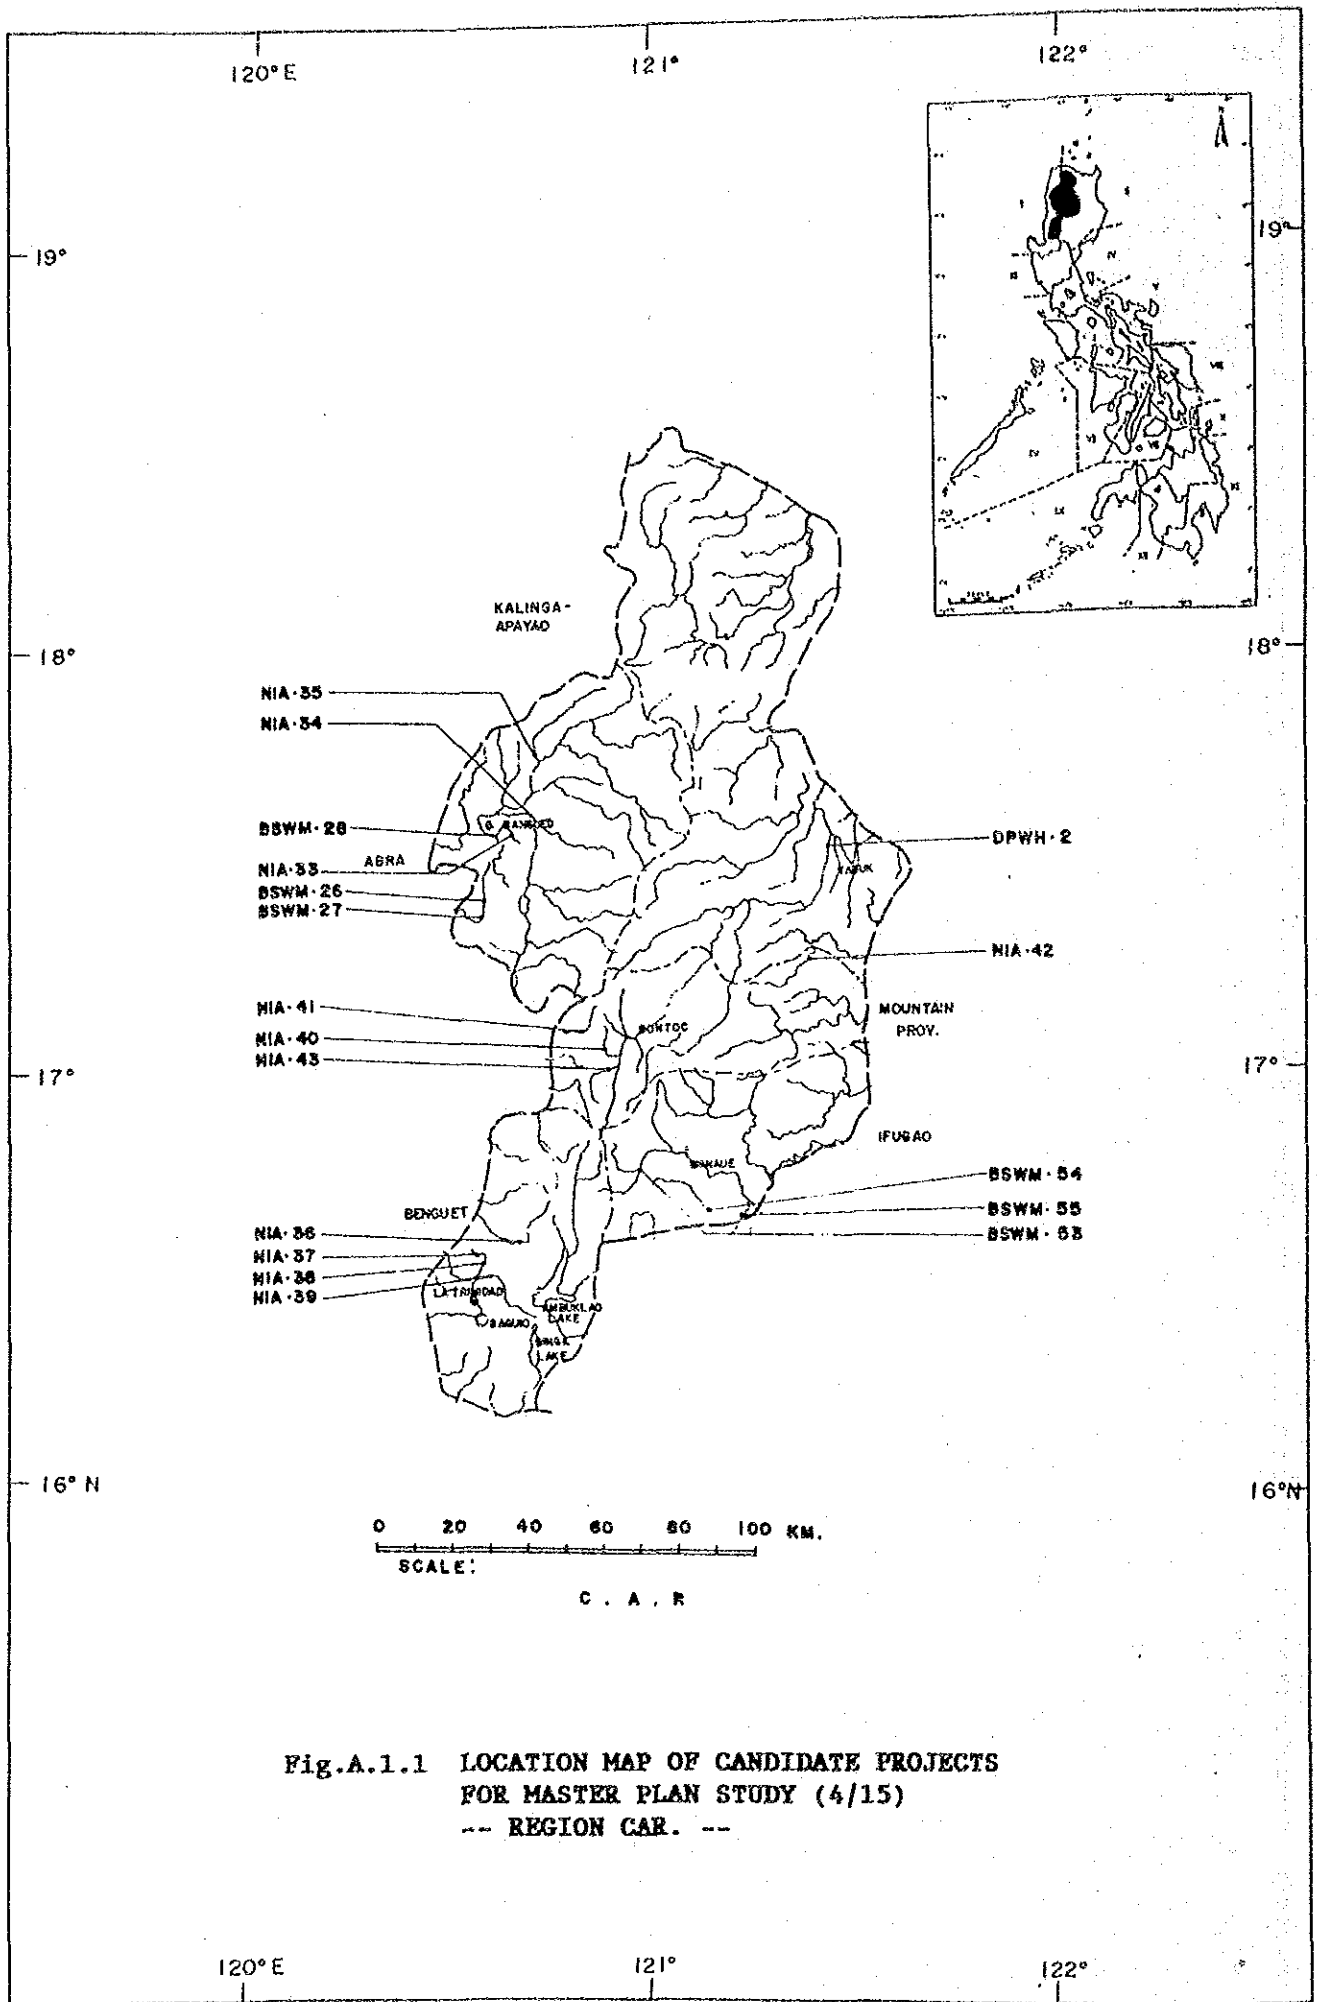 120° E
121°
122°
19°
19°
KALINGA-
APAYAO
18°
18°
NIA·35
NIA·34
BSWM·28
BANGUED
DPWH·2
NIA·33
ABRA
TABUK
BSWM·26
BSWM·27
NIA·42
NIA·41
MOUNTAIN
PROV.
BONTOC
NIA·40
NIA·43
17°
17°
IFUGAO
BANAUE
BSWM·54
BENGUET
BSWM·55
NIA·36
BSWM·53
NIA·37
NIA·38
LA TRINIDAD
NIA·39
AMBUKLAO
LAKE
BAGUIO
BINGA
LAKE
16° N
16° N
0 20 40 60 80 100 KM.
SCALE:
C . A . R
Fig.A.1.1 LOCATION MAP OF CANDIDATE PROJECTS
FOR MASTER PLAN STUDY (4/15)
-- REGION CAR. --
120° E
121°
122°